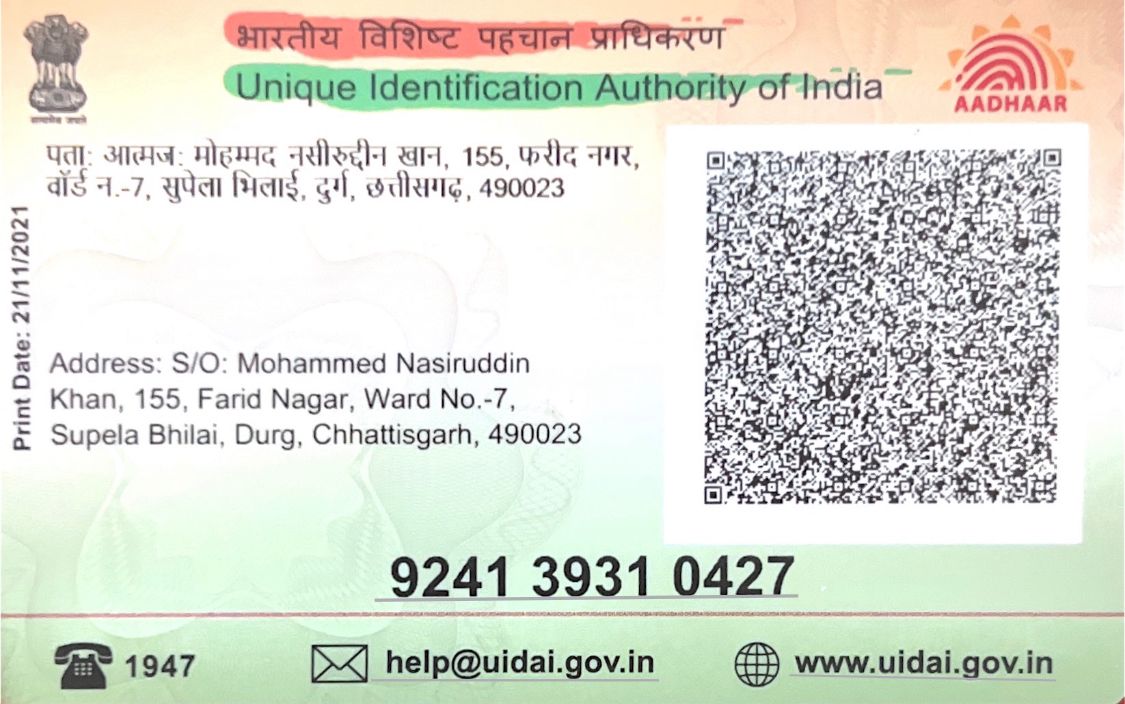 भारतीय विशिष्ट पहचान प्राधिकरण
Unique Identification Authority of India
AADHAAR
सत्यमेव जयते
पता: आत्मज: मोहम्मद नसीरुद्दीन खान, 155, फरीद नगर,
वॉर्ड न.-7, सुपेला भिलाई, दुर्ग, छत्तीसगढ़, 490023
Print Date: 21/11/2021
Address: S/O: Mohammed Nasiruddin
Khan, 155, Farid Nagar, Ward No.-7,
Supela Bhilai, Durg, Chhattisgarh, 490023
9241 3931 0427
1947
help@uidai.gov.in
www.uidai.gov.in